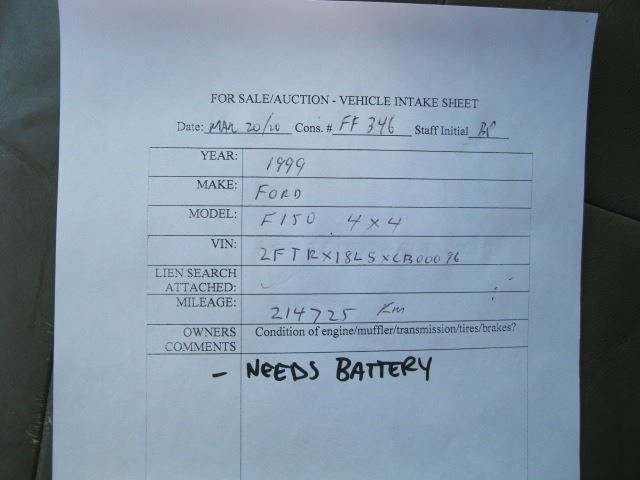 FOR SALE/AUCTION - VEHICLE INTAKE SHEET
Date: MAR 20/20 Cons. # FF 346 Staff Initial BP
YEAR: 1999
MAKE: FORD
MODEL: F150 4x4
VIN: 2FTRX18L5XCB00096
LIEN SEARCH
ATTACHED:
MILEAGE: 214725 Km
OWNERS Condition of engine/muffler/transmission/tires/brakes?
COMMENTS
- NEEDS BATTERY